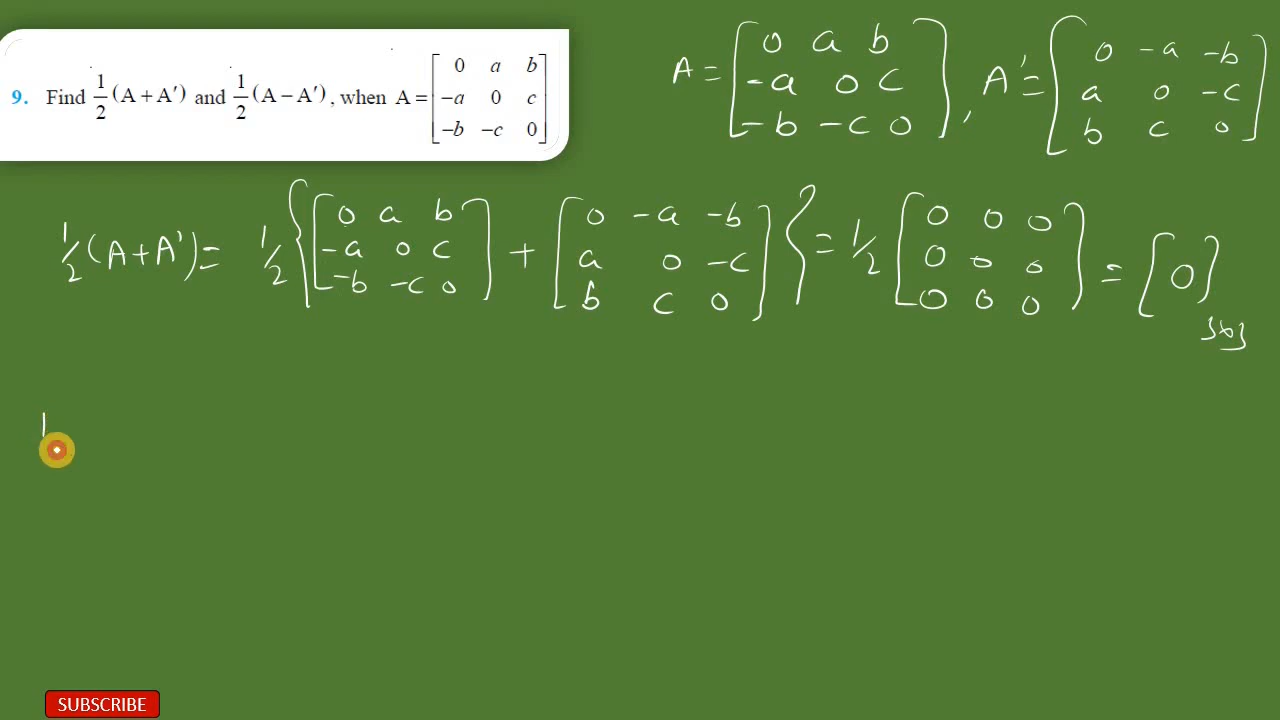 9. Find 1/2 (A + A′) and 1/2 (A − A′), when A = [ 0 a b
−a 0 c
−b −c 0 ]
A = [ 0 a b
-a 0 c
-b -c 0 ] , A' = [ 0 -a -b
a 0 -c
b c 0 ]
1/2 (A + A') = 1/2 { [ 0 a b
-a 0 c
-b -c 0 ] + [ 0 -a -b
a 0 -c
b c 0 ] } = 1/2 [ 0 0 0
0 0 0
0 0 0 ] = [ 0 ] 3x3
1
SUBSCRIBE